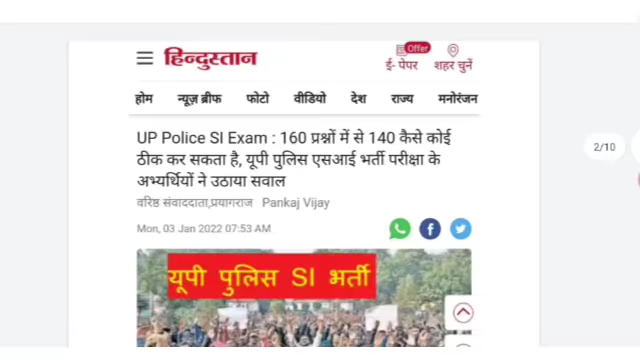 हिन्दुस्तान
Offer
ई- पेपर शहर चुनें
होम न्यूज़ ब्रीफ फोटो वीडियो देश राज्य मनोरंजन
UP Police SI Exam : 160 प्रश्नों में से 140 कैसे कोई
ठीक कर सकता है, यूपी पुलिस एसआई भर्ती परीक्षा के
अभ्यर्थियों ने उठाया सवाल
2/10
वरिष्ठ संवाददाता,प्रयागराज Pankaj Vijay
Mon, 03 Jan 2022 07:53 AM
यूपी पुलिस SI भर्ती